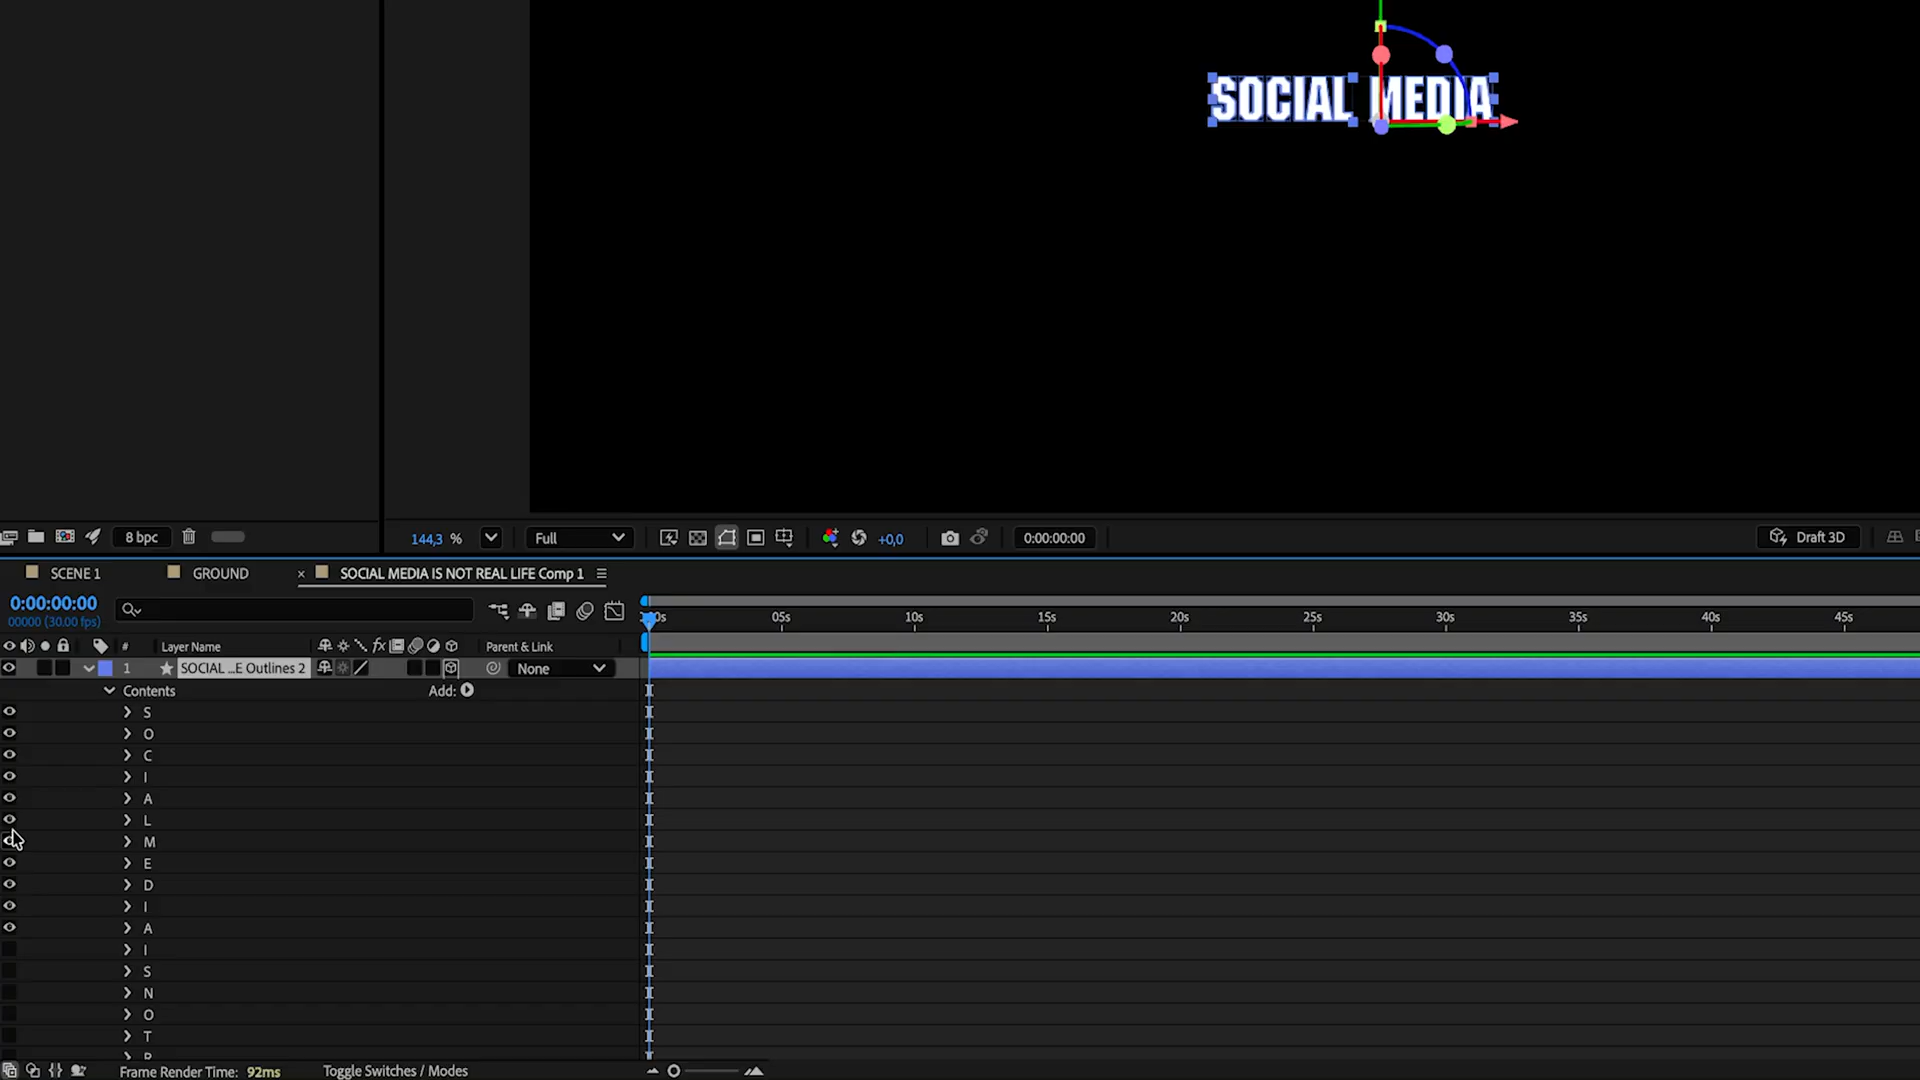 SOCIAL MEDIA
8 bpc
144,3 %
Full
+0,0
0:00:00:00
Draft 3D
SCENE 1
GROUND
× SOCIAL MEDIA IS NOT REAL LIFE Comp 1
0:00:00:00
00000 (30.00 fps)
05s
10s
15s
20s
25s
30s
35s
40s
45s
# Layer Name
fx
Parent & Link
1 SOCIAL ...E Outlines 2
None
Contents
Add:
S
O
C
I
A
L
M
E
D
I
A
I
S
N
O
T
R
Frame Render Time: 92ms
Toggle Switches / Modes